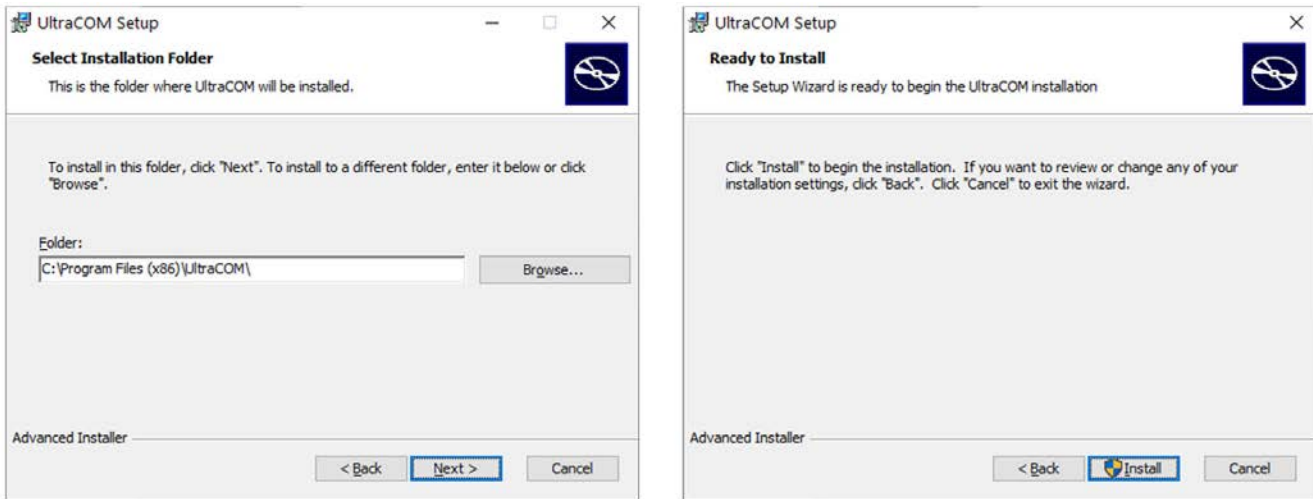 UltraCOM Setup
Select Installation Folder
This is the folder where UltraCOM will be installed.
To install in this folder, click "Next". To install to a different folder, enter it below or click
"Browse".
Folder:
C:\Program Files (x86)\UltraCOM\
Browse...
Advanced Installer
< Back
Next >
Cancel
UltraCOM Setup
Ready to Install
The Setup Wizard is ready to begin the UltraCOM installation
Click "Install" to begin the installation. If you want to review or change any of your
installation settings, click "Back". Click "Cancel" to exit the wizard.
Advanced Installer
< Back
Install
Cancel